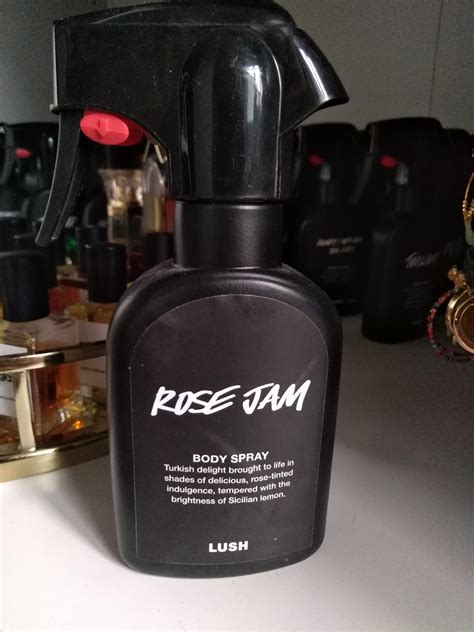 ROSE JAM
BODY SPRAY
Turkish delight brought to life in
shades of delicious, rose-tinted
indulgence, tempered with the
brightness of Sicilian lemon.
LUSH